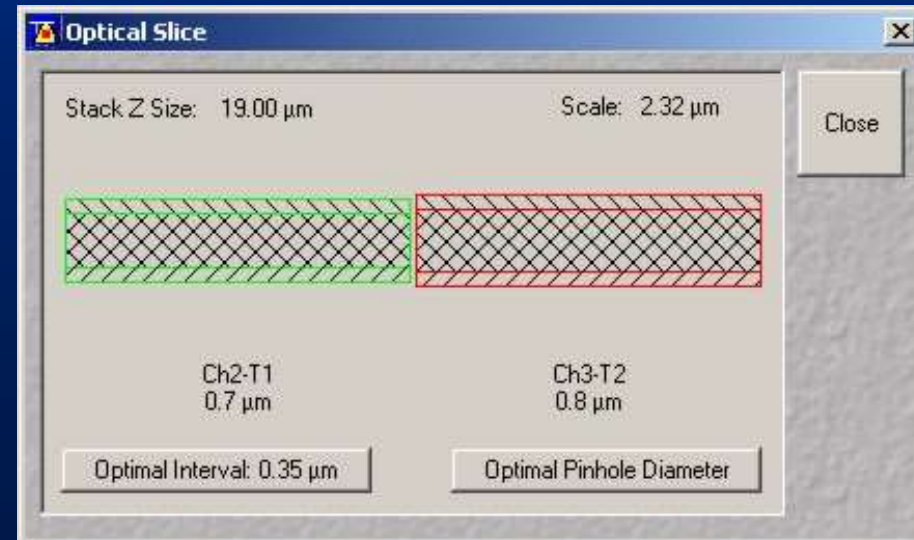 Optical Slice
Stack Z Size: 19.00 µm
Scale: 2.32 µm
Close
Ch2-T1
0.7 µm
Ch3-T2
0.8 µm
Optimal Interval: 0.35 µm
Optimal Pinhole Diameter